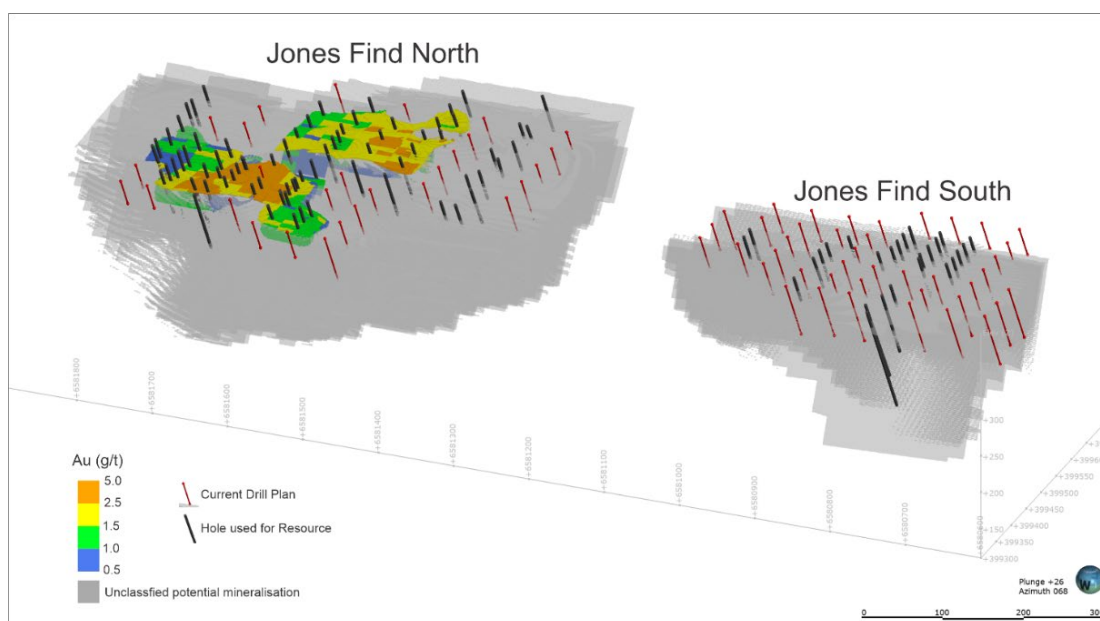 Jones Find North
Jones Find South
+6581800
+6581700
+6581600
+6581500
+6581400
+6581300
+6581200
+6581100
+6581000
+6580900
+6580800
+6580700
+6580600
+300
+250
+200
+150
+399550
+399500
+399450
+399400
+399350
+399300
Au (g/t)
5.0
2.5
1.5
1.0
0.5
Current Drill Plan
Hole used for Resource
Unclassfied potential mineralisation
Plunge +26
Azimuth 068
W
0 100 200 300